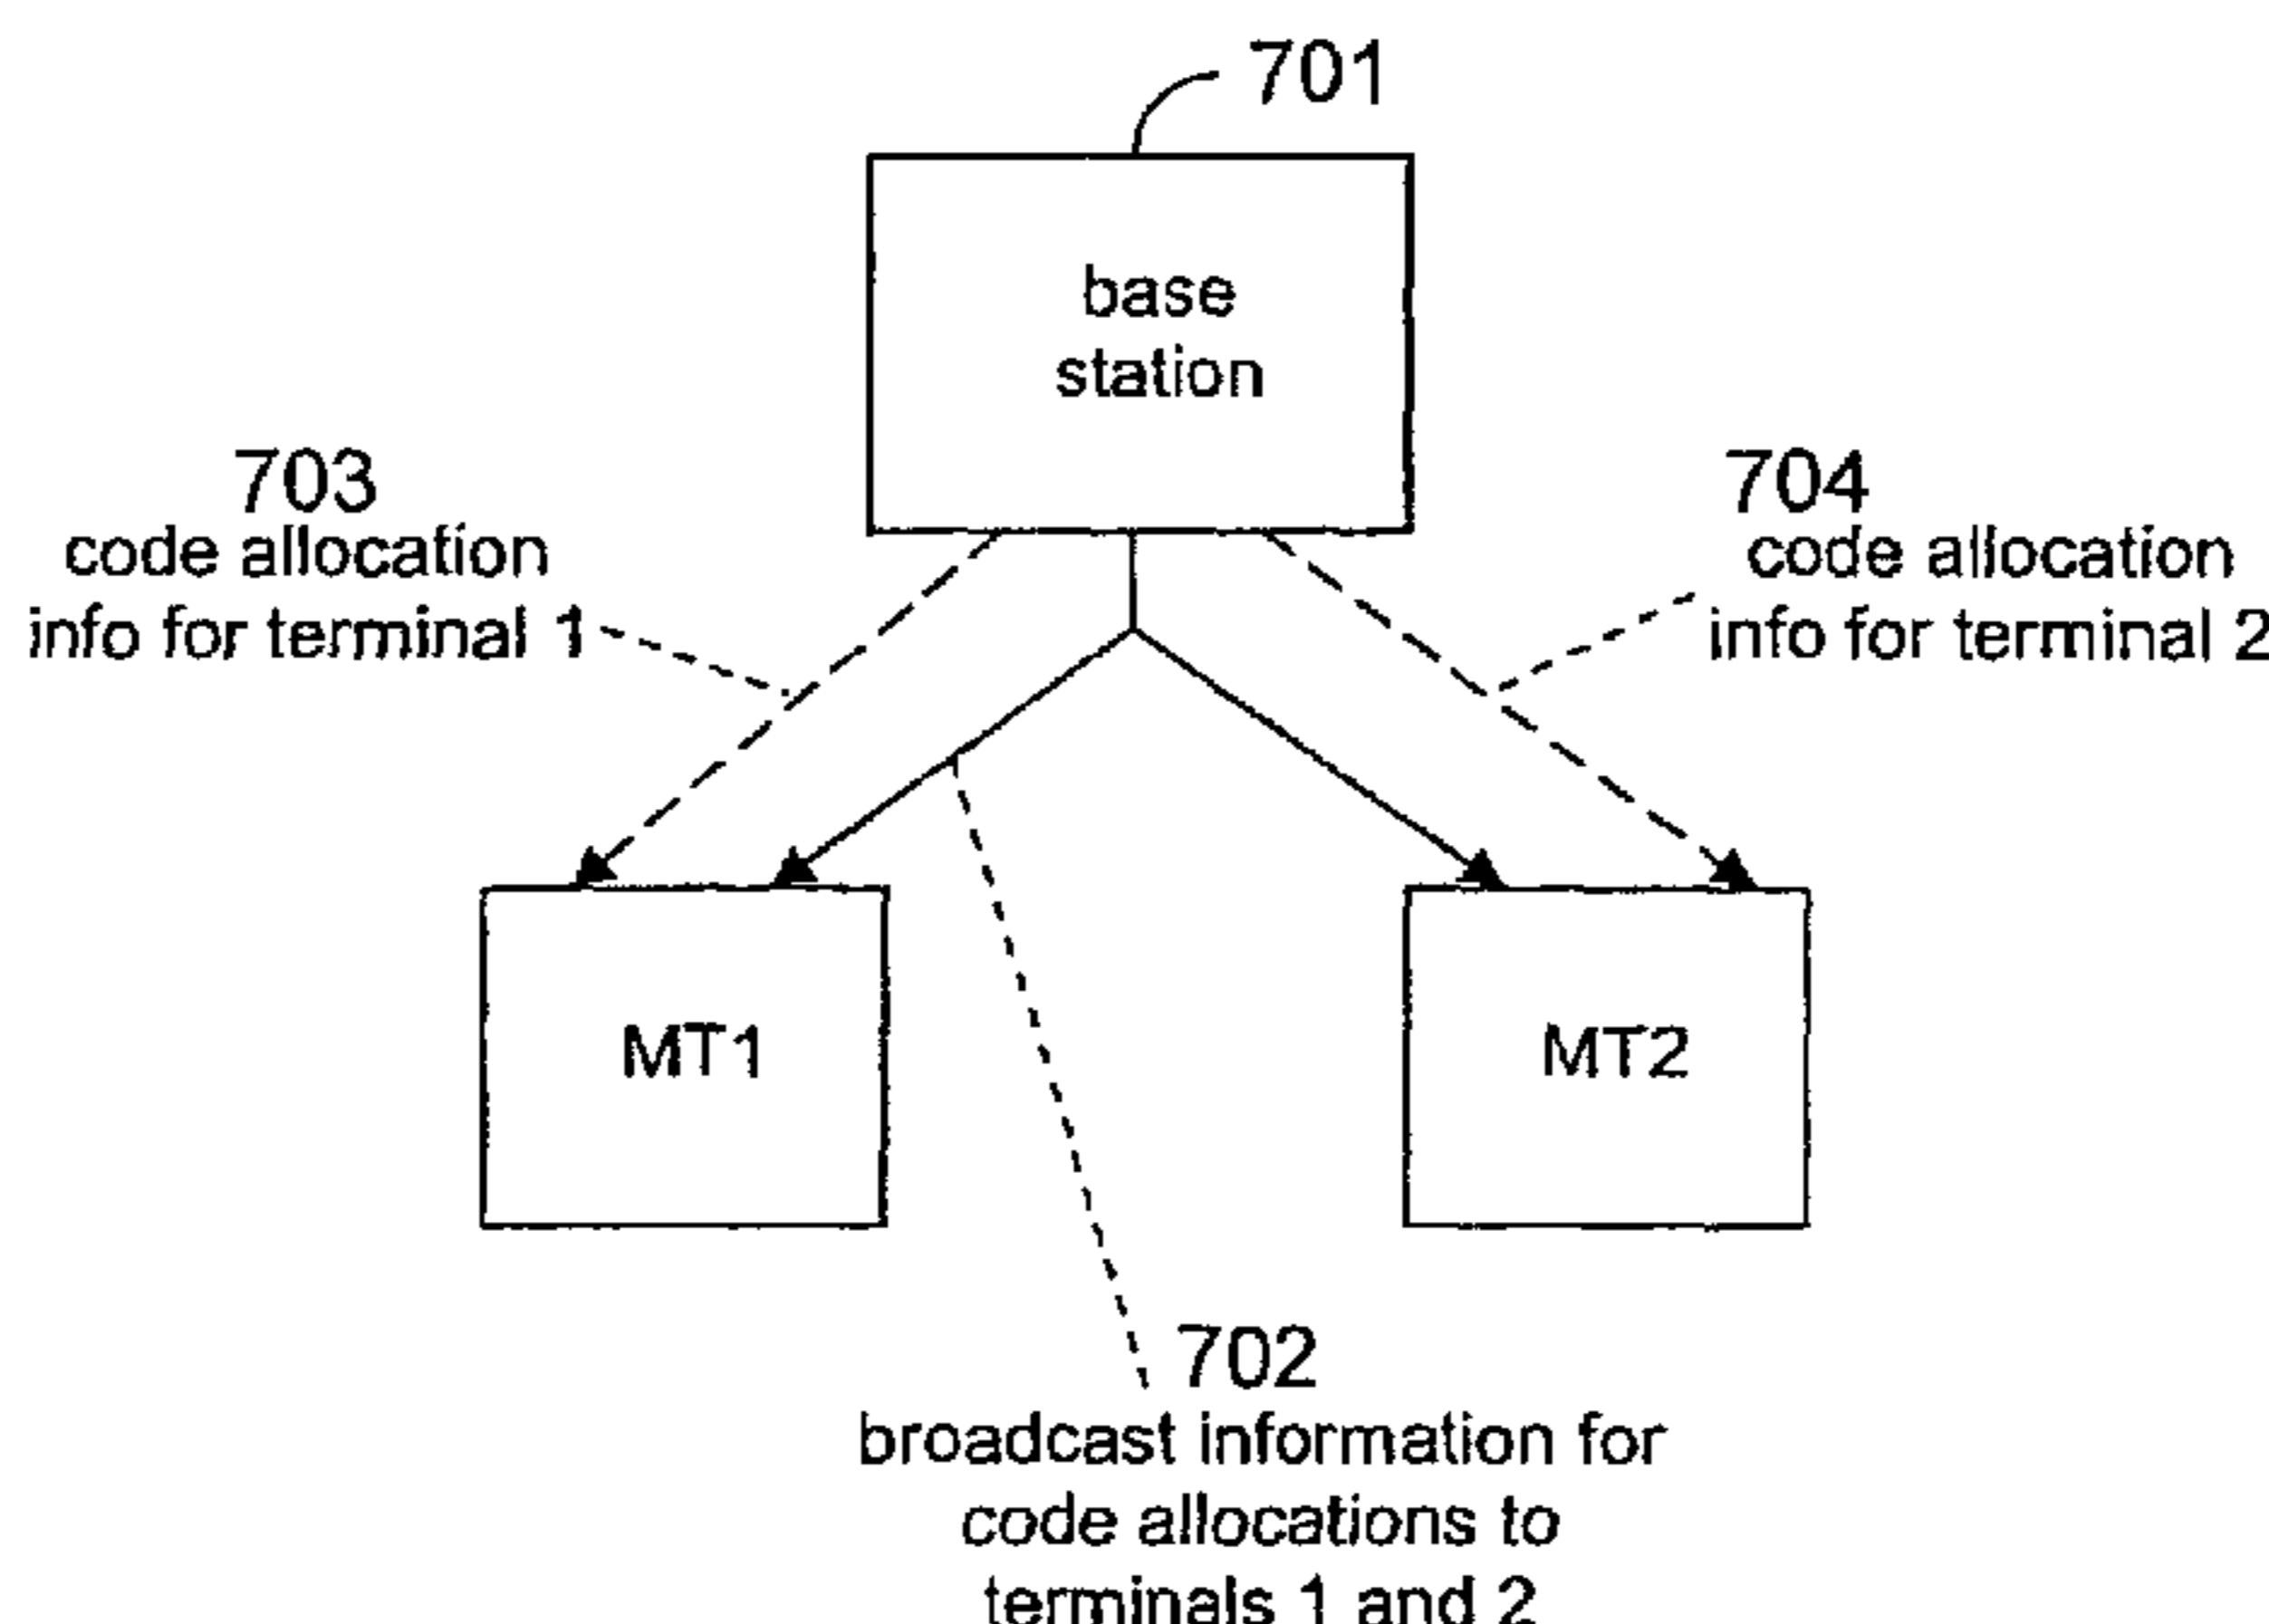 701
base
station
703
code allocation
info for terminal 1
704
code allocation
info for terminal 2
MT1
MT2
702
broadcast information for
code allocations to
terminals 1 and 2